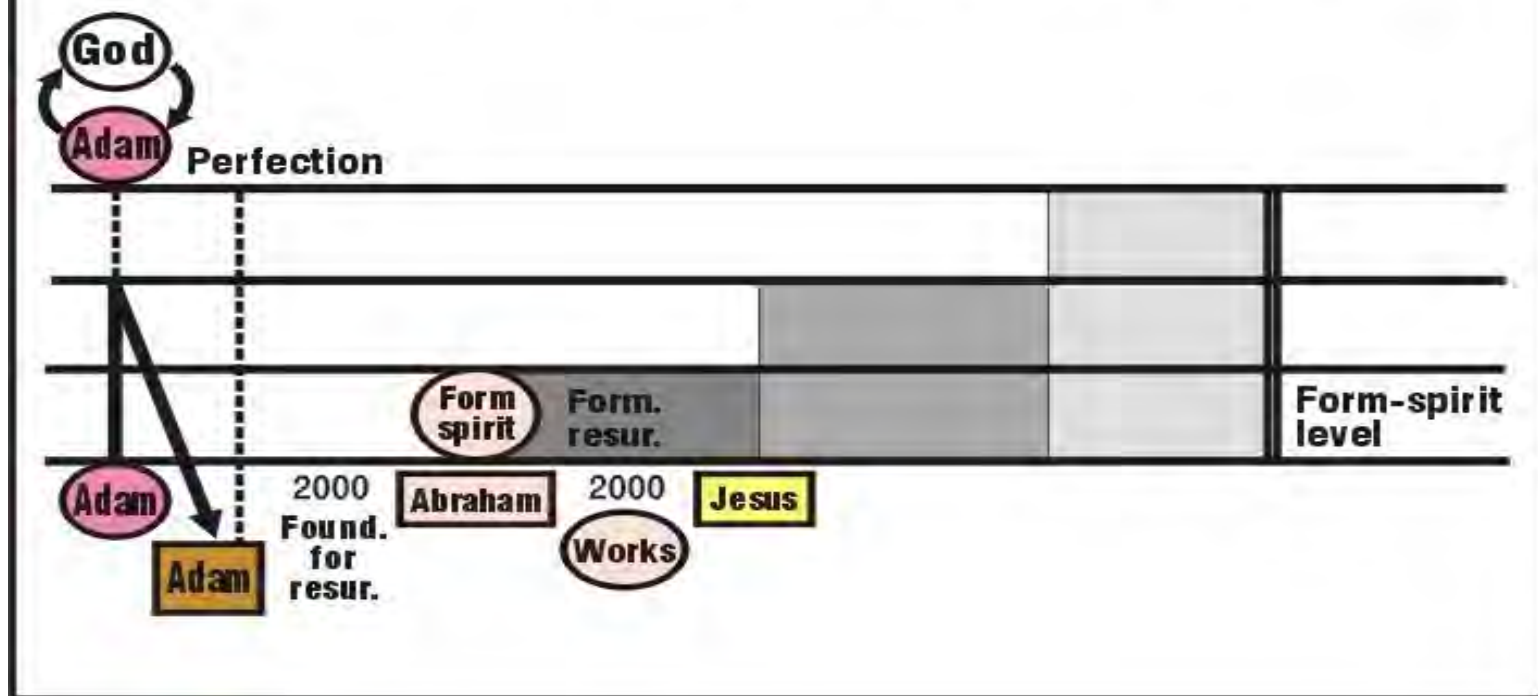 God
Adam
Perfection
Form
spirit
Form.
resur.
Form-spirit
level
Adam
2000
Found.
for
resur.
Abraham
2000
Works
Jesus
Adam